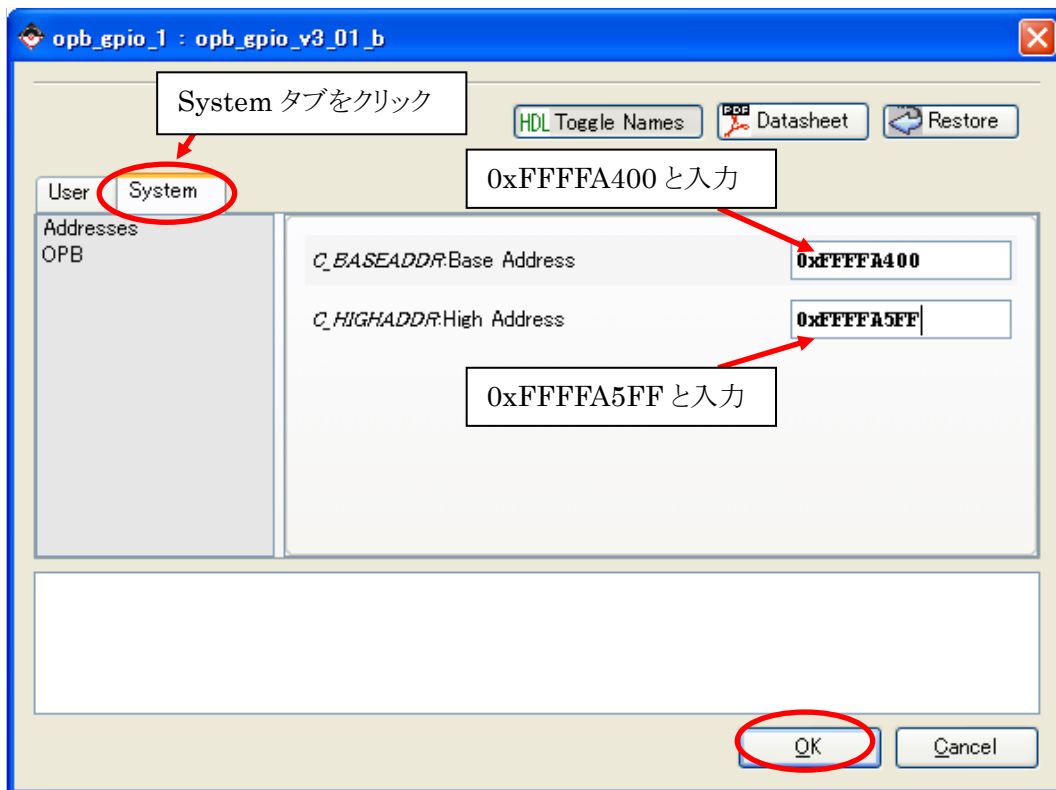 opb_gpio_1 : opb_gpio_v3_01_b
System タブをクリック
HDL Toggle Names
PDF Datasheet
Restore
User
System
0xFFFFA400 と入力
Addresses
OPB
C_BASEADDR:Base Address
0xFFFFA400
C_HIGHADDR:High Address
0xFFFFA5FF
0xFFFFA5FF と入力
OK
Cancel